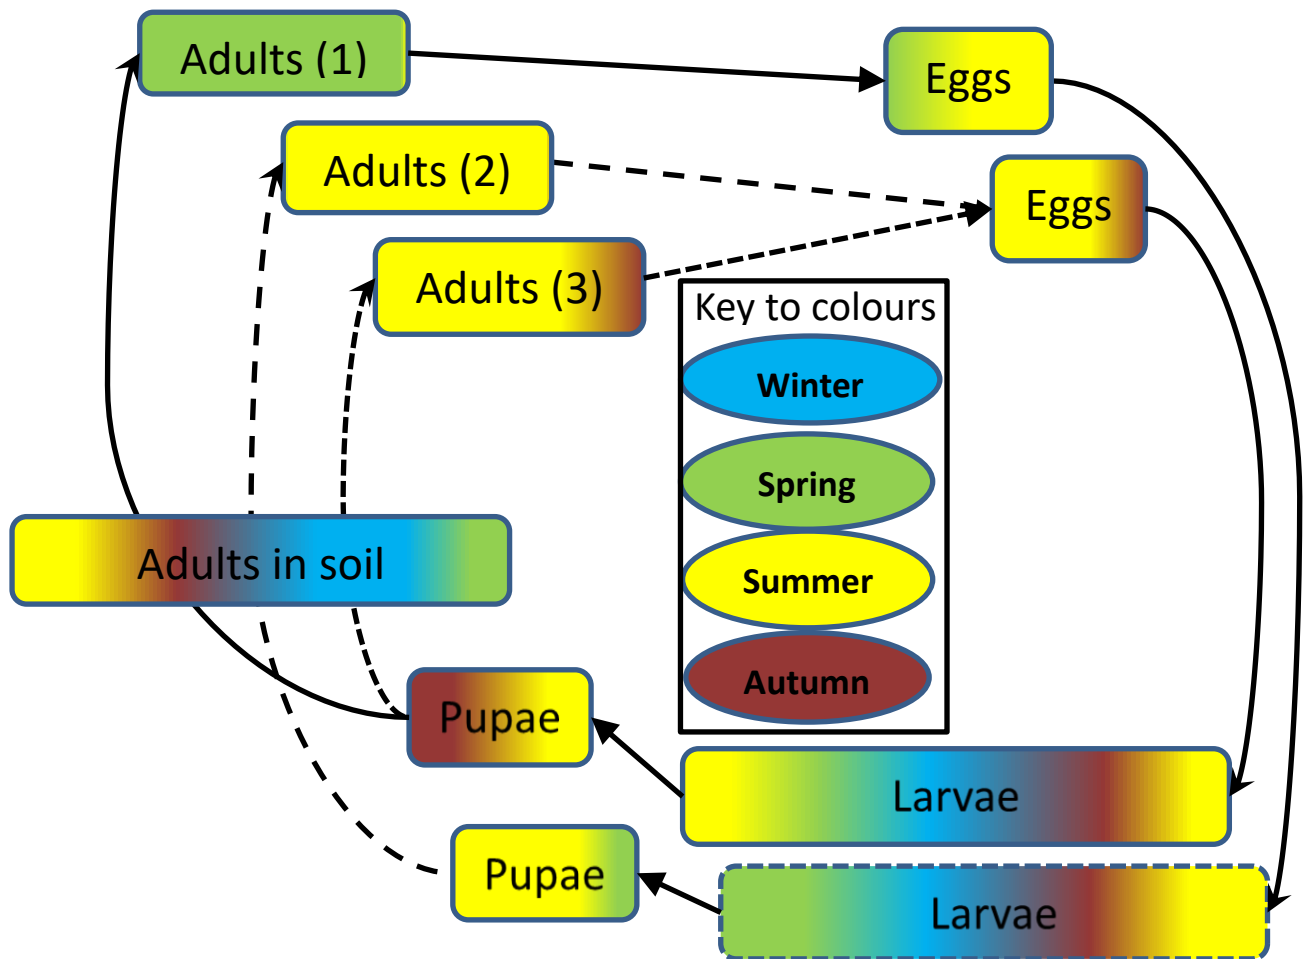 Adults (1)
Eggs
Adults (2)
Eggs
Adults (3)
Key to colours
Winter
Spring
Summer
Autumn
Adults in soil
Pupae
Larvae
Pupae
Larvae